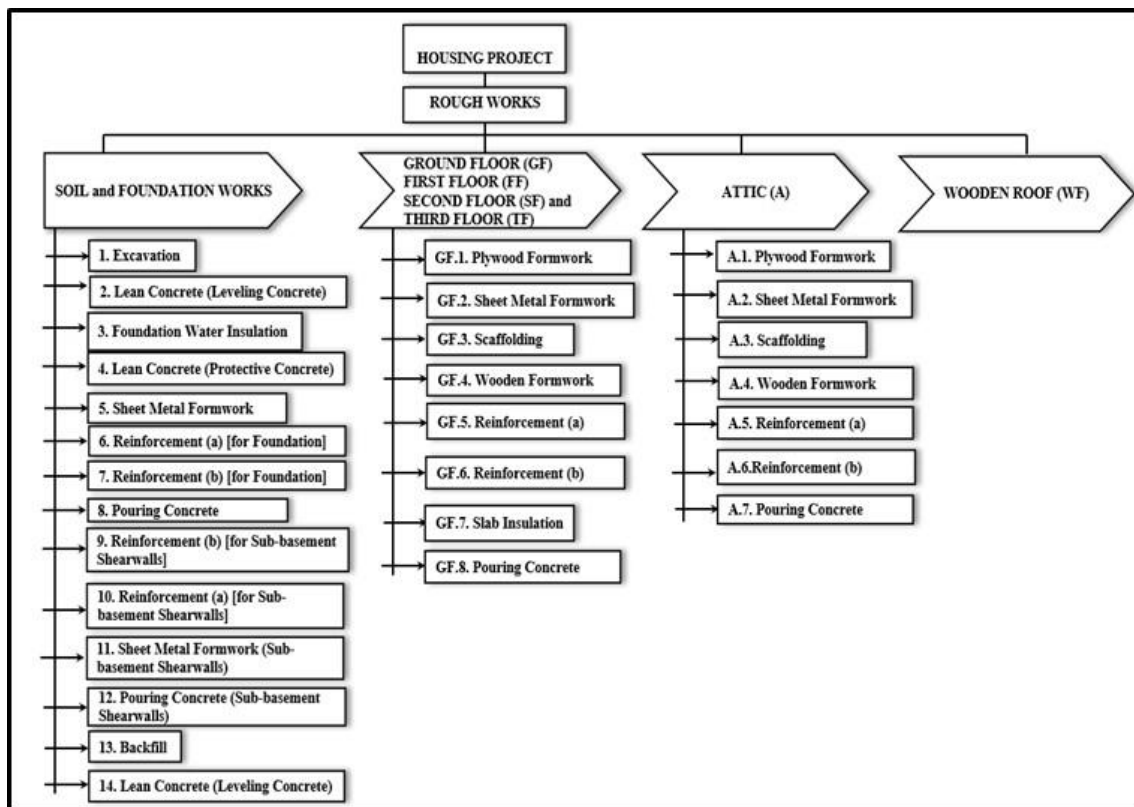 HOUSING PROJECT
ROUGH WORKS
SOIL and FOUNDATION WORKS
1. Excavation
2. Lean Concrete (Leveling Concrete)
3. Foundation Water Insulation
4. Lean Concrete (Protective Concrete)
5. Sheet Metal Formwork
6. Reinforcement (a) [for Foundation]
7. Reinforcement (b) [for Foundation]
8. Pouring Concrete
9. Reinforcement (b) [for Sub-basement
Shearwalls]
10. Reinforcement (a) [for Sub-
basement Shearwalls]
11. Sheet Metal Formwork (Sub-
basement Shearwalls)
12. Pouring Concrete (Sub-basement
Shearwalls)
13. Backfill
14. Lean Concrete (Leveling Concrete)
GROUND FLOOR (GF)
FIRST FLOOR (FF)
SECOND FLOOR (SF) and
THIRD FLOOR (TF)
GF.1. Plywood Formwork
GF.2. Sheet Metal Formwork
GF.3. Scaffolding
GF.4. Wooden Formwork
GF.5. Reinforcement (a)
GF.6. Reinforcement (b)
GF.7. Slab Insulation
GF.8. Pouring Concrete
ATTIC (A)
A.1. Plywood Formwork
A.2. Sheet Metal Formwork
A.3. Scaffolding
A.4. Wooden Formwork
A.5. Reinforcement (a)
A.6.Reinforcement (b)
A.7. Pouring Concrete
WOODEN ROOF (WF)